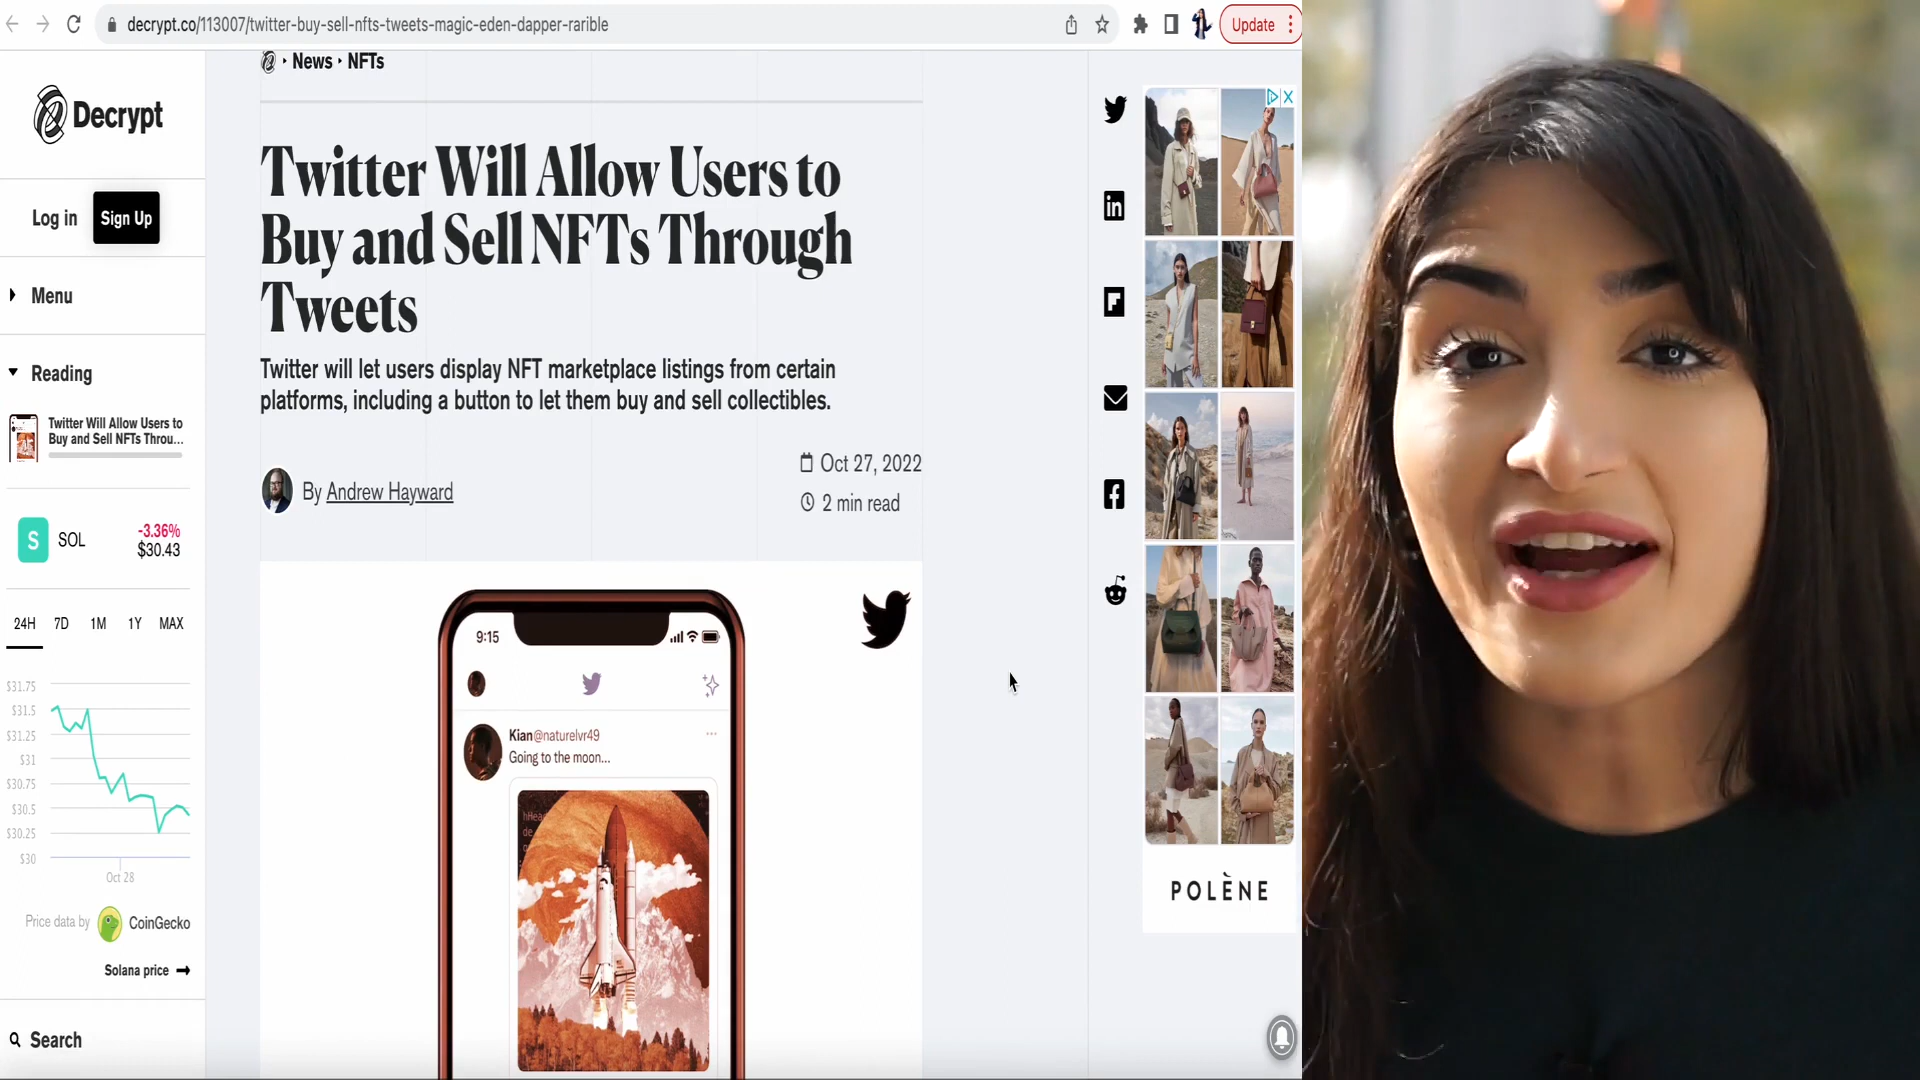 decrypt.co/113007/twitter-buy-sell-nfts-tweets-magic-eden-dapper-rarible
Update
Decrypt
Log in
Sign Up
Menu
Reading
Twitter Will Allow Users to
Buy and Sell NFTs Throu...
S
SOL
-3.36%
$30.43
24H 7D 1M 1Y MAX
$31.75
$31.5
$31.25
$31
$30.75
$30.5
$30.25
$30
Oct 28
Price data by CoinGecko
Solana price
Search
News
NFTs
Twitter Will Allow Users to
Buy and Sell NFTs Through
Tweets
Twitter will let users display NFT marketplace listings from certain
platforms, including a button to let them buy and sell collectibles.
By Andrew Hayward
Oct 27, 2022
2 min read
9:15
Kian@naturelvr49
Going to the moon...
in
X
POLÈNE